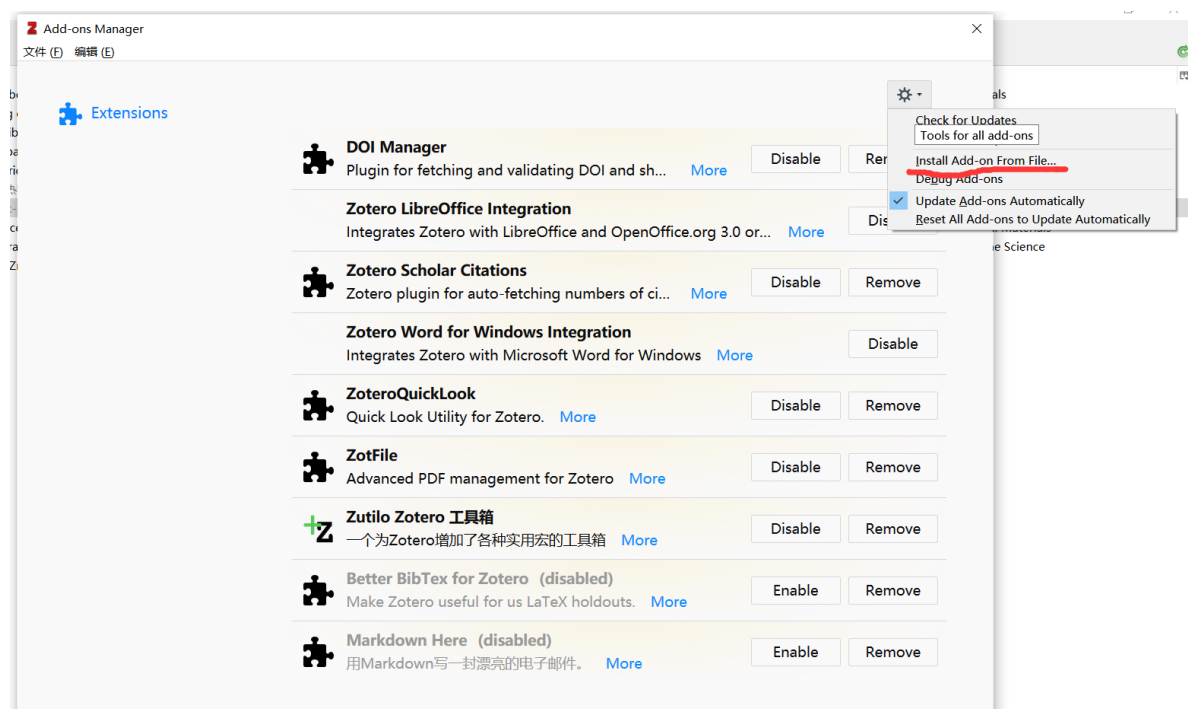 Add-ons Manager
文件 (F) 编辑 (E)
Extensions
Check for Updates
Tools for all add-ons
Install Add-on From File...
Debug Add-ons
Update Add-ons Automatically
Reset All Add-ons to Update Automatically
DOI Manager
Plugin for fetching and validating DOI and sh... More
Disable
Zotero LibreOffice Integration
Integrates Zotero with LibreOffice and OpenOffice.org 3.0 or... More
Zotero Scholar Citations
Zotero plugin for auto-fetching numbers of ci... More
Disable Remove
Zotero Word for Windows Integration
Integrates Zotero with Microsoft Word for Windows More
Disable
ZoteroQuickLook
Quick Look Utility for Zotero. More
Disable Remove
ZotFile
Advanced PDF management for Zotero More
Disable Remove
Zutilo Zotero 工具箱
一个为Zotero增加了各种实用宏的工具箱 More
Disable Remove
Better BibTex for Zotero (disabled)
Make Zotero useful for us LaTeX holdouts. More
Enable Remove
Markdown Here (disabled)
用Markdown写一封漂亮的电子邮件。 More
Enable Remove
Science